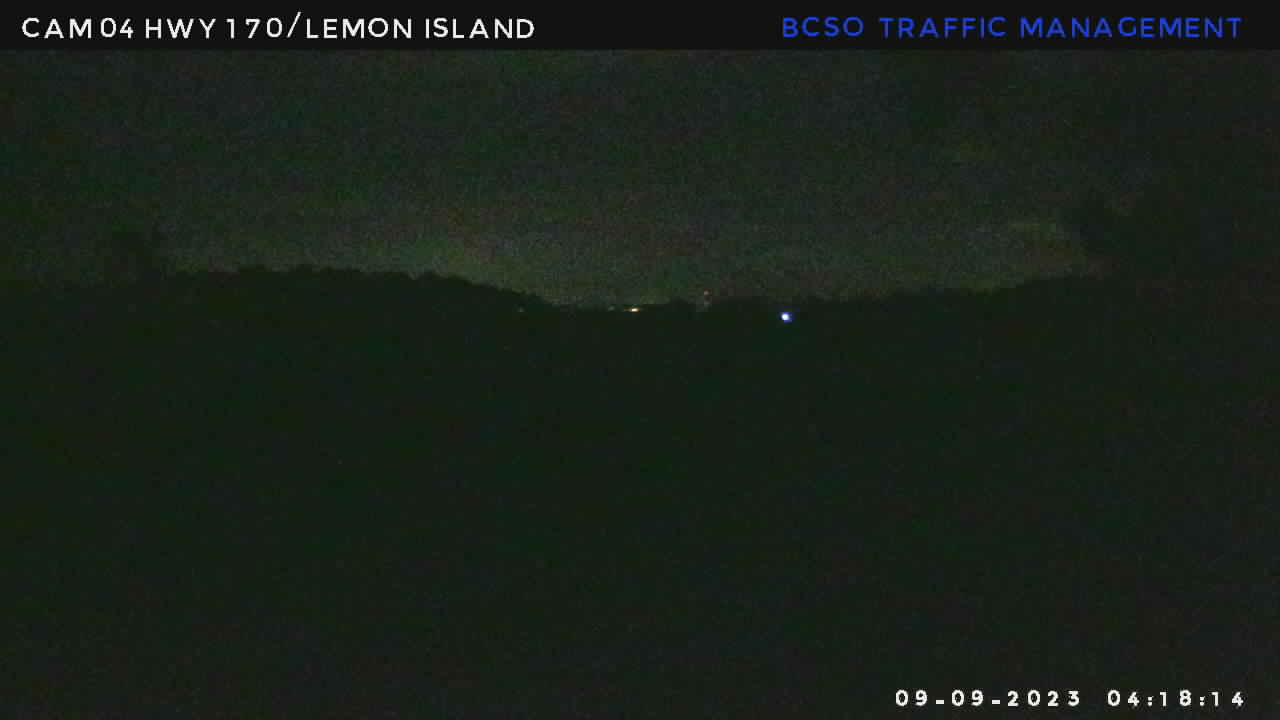 CAM04 HWY 170/LEMON ISLAND
BCSO TRAFFIC MANAGEMENT
09-09-2023 04:18:14